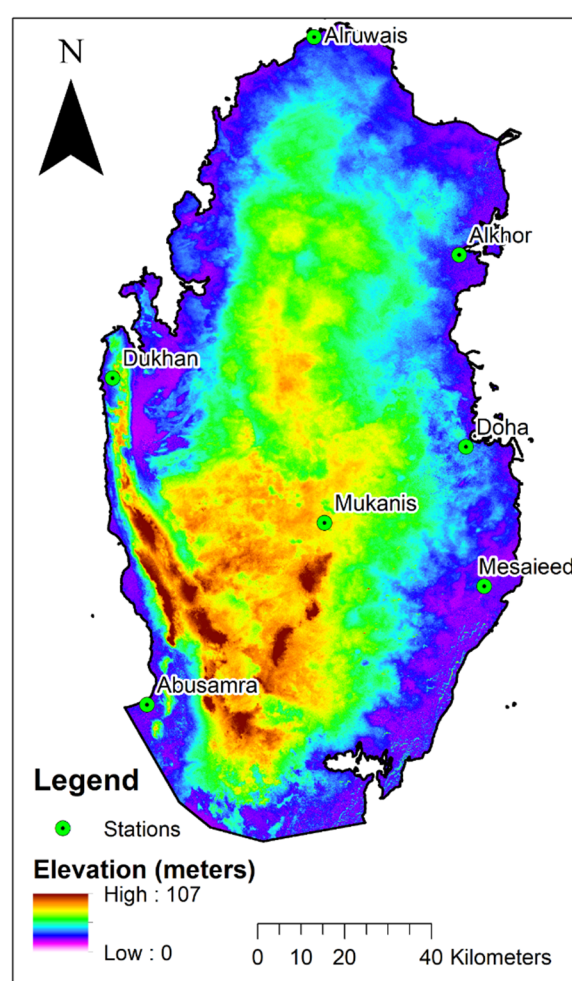 N
Alruwais
Alkhor
Dukhan
Doha
Mukanis
Mesaieed
Abusamra
Legend
Stations
Elevation (meters)
High : 107
Low : 0
0 10 20 40 Kilometers